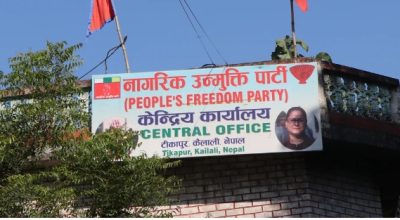 नागरिक उन्मुक्ति पार्टी
(PEOPLE'S FREEDOM PARTY)
केन्द्रिय कार्यालय
CENTRAL OFFICE
टीकापुर, कैलाली, नेपाल
Tikapur, Kailali, Nepal